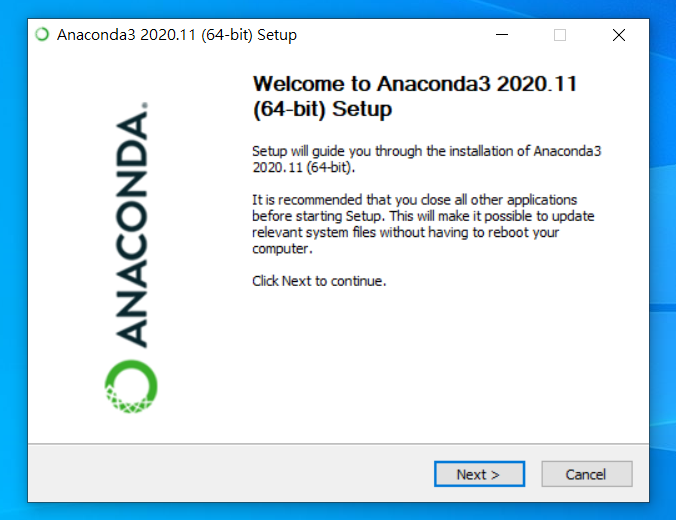 Anaconda3 2020.11 (64-bit) Setup
ANACONDA.
Welcome to Anaconda3 2020.11
(64-bit) Setup
Setup will guide you through the installation of Anaconda3
2020.11 (64-bit).
It is recommended that you close all other applications
before starting Setup. This will make it possible to update
relevant system files without having to reboot your
computer.
Click Next to continue.
Next >
Cancel